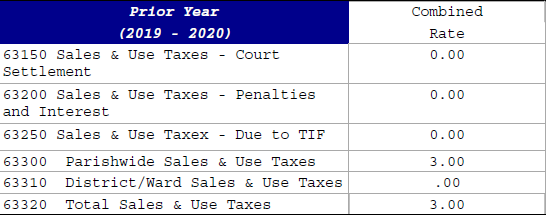 Prior Year Combined
(2019 - 2020) Rate
63150 Sales & Use Taxes - Court 0.00
Settlement
63200 Sales & Use Taxes - Penalties 0.00
and Interest
63250 Sales & Use Taxex - Due to TIF 0.00
63300 Parishwide Sales & Use Taxes 3.00
63310 District/Ward Sales & Use Taxes .00
63320 Total Sales & Use Taxes 3.00